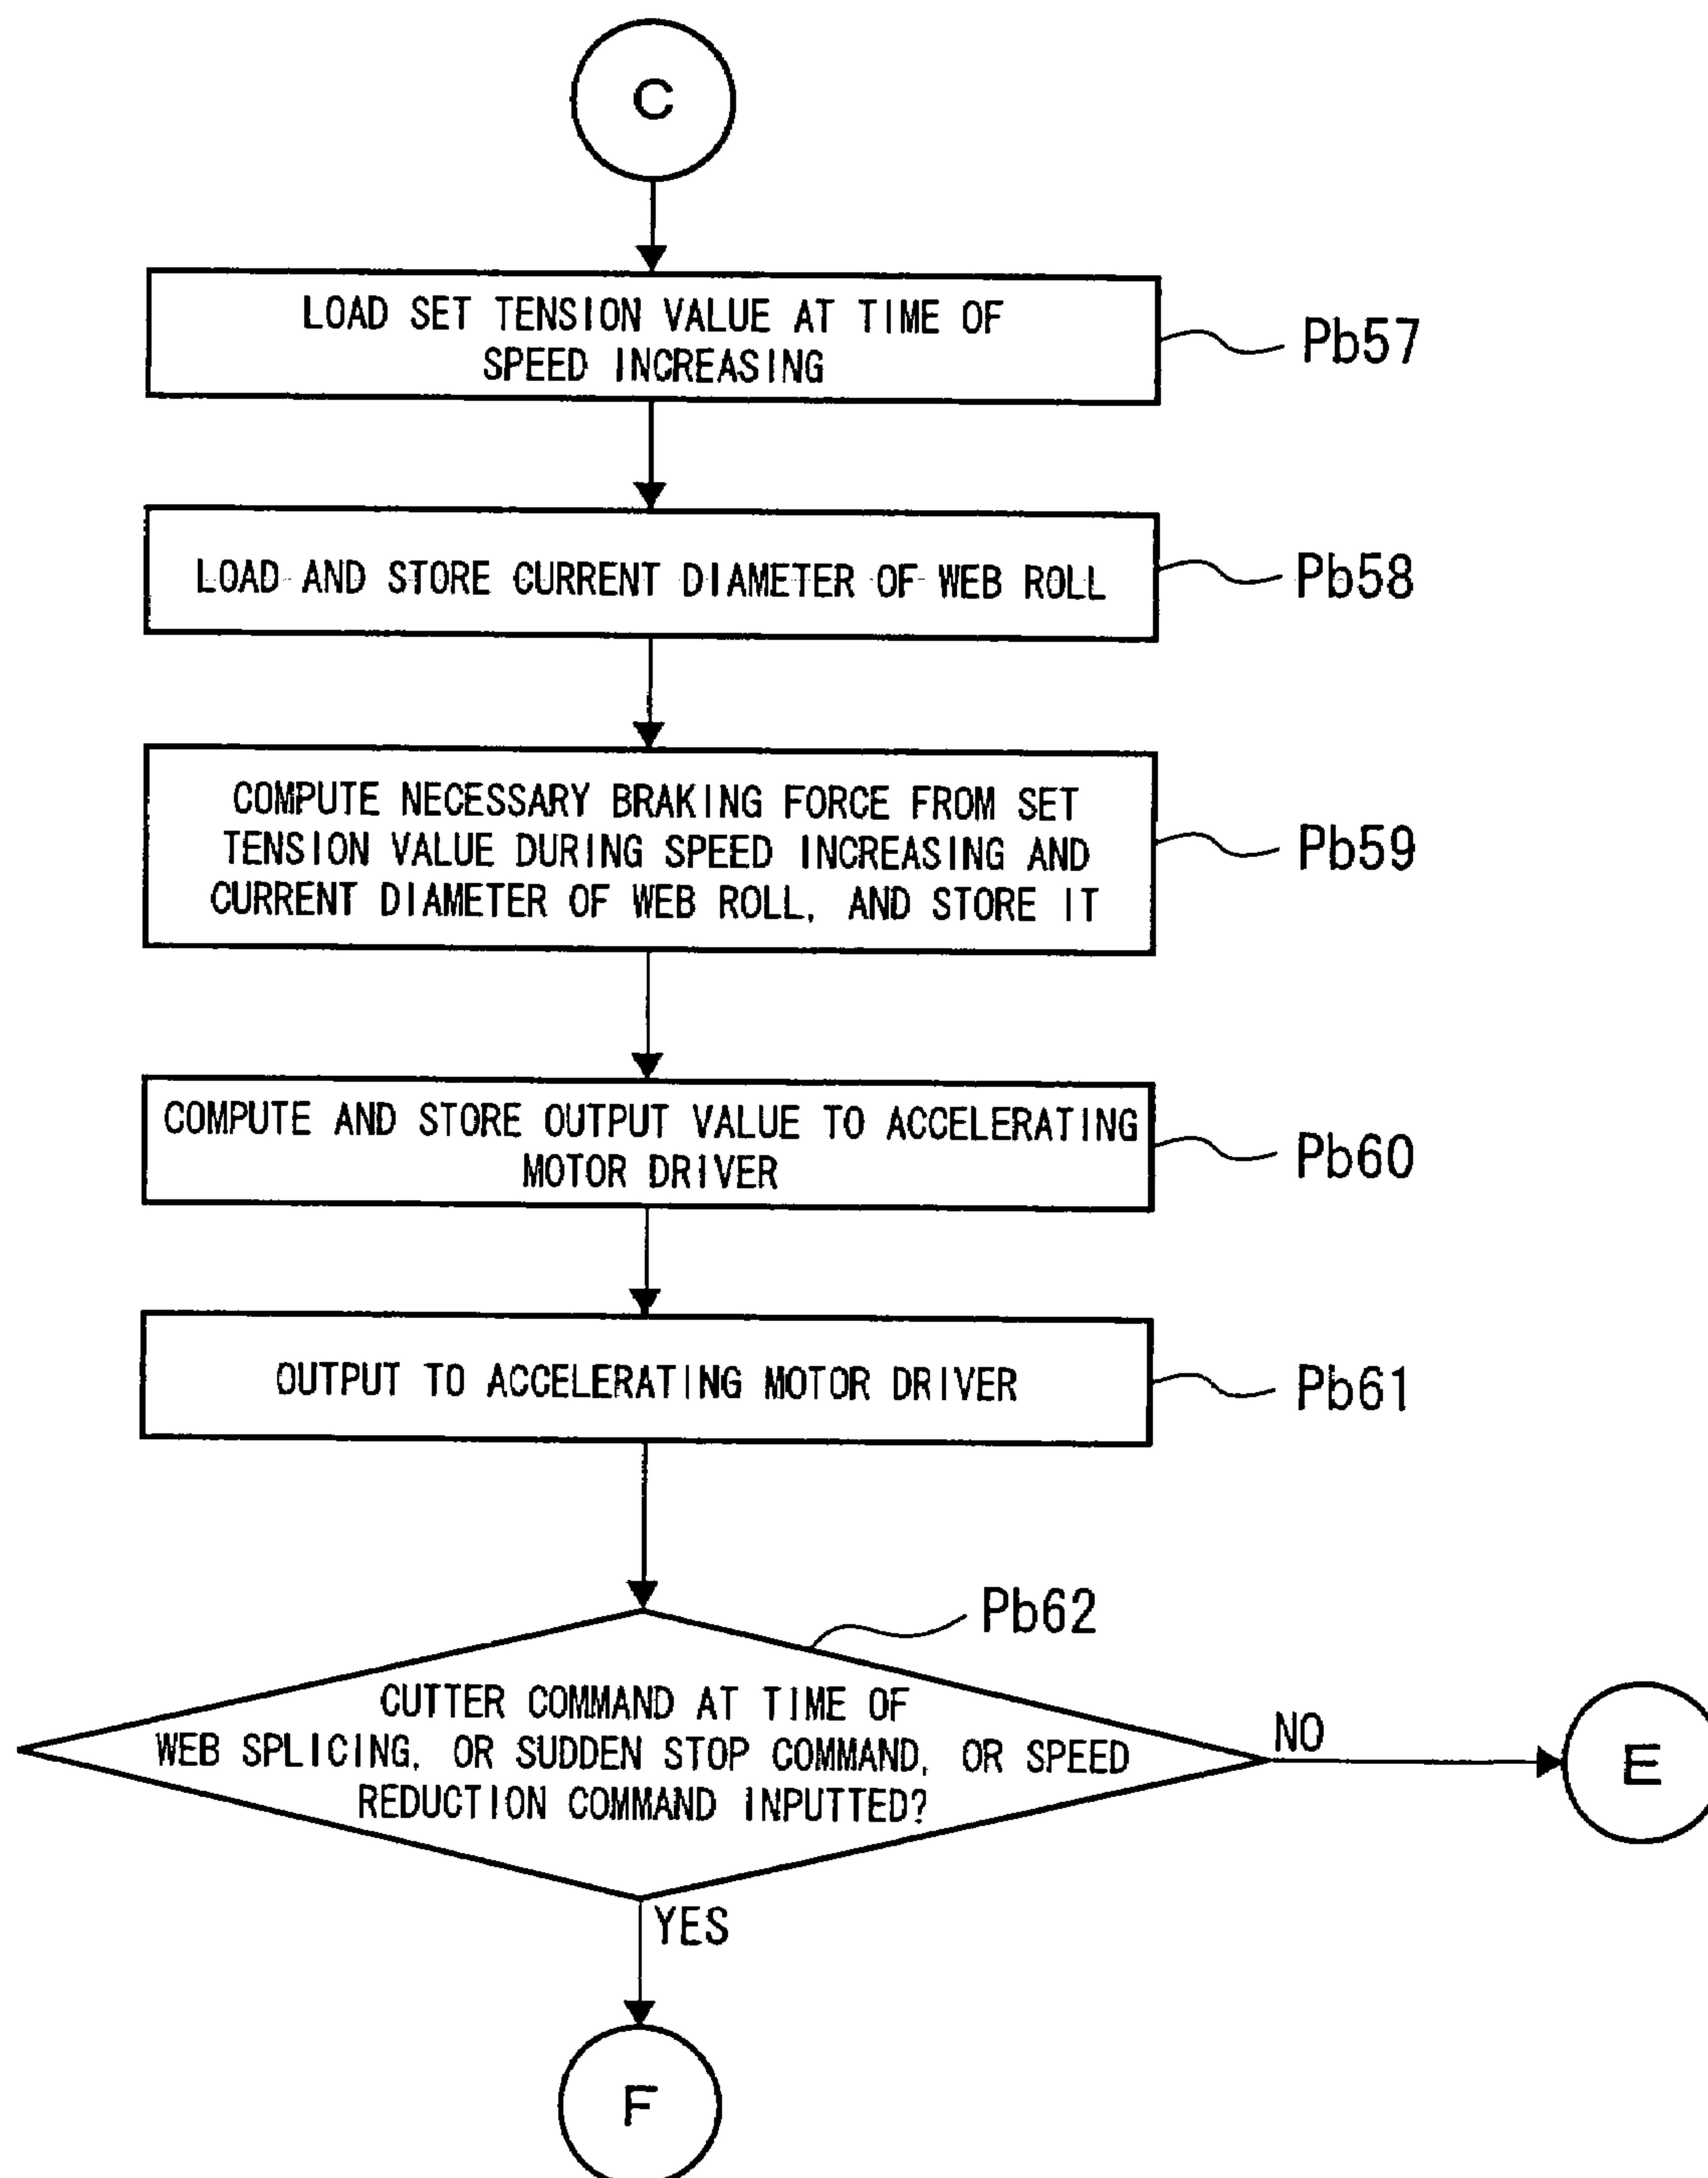 C
LOAD SET TENSION VALUE AT TIME OF
SPEED INCREASING
Pb57
LOAD AND STORE CURRENT DIAMETER OF WEB ROLL
Pb58
COMPUTE NECESSARY BRAKING FORCE FROM SET
TENSION VALUE DURING SPEED INCREASING AND
CURRENT DIAMETER OF WEB ROLL, AND STORE IT
Pb59
COMPUTE AND STORE OUTPUT VALUE TO ACCELERATING
MOTOR DRIVER
Pb60
OUTPUT TO ACCELERATING MOTOR DRIVER
Pb61
Pb62
CUTTER COMMAND AT TIME OF
WEB SPLICING, OR SUDDEN STOP COMMAND, OR SPEED
REDUCTION COMMAND INPUTTED?
NO
E
YES
F